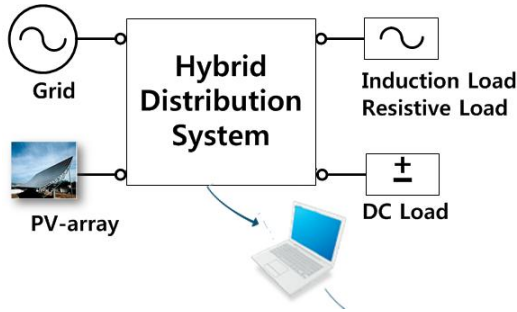 Grid
Hybrid
Distribution
System
Induction Load
Resistive Load
PV-array
±
DC Load